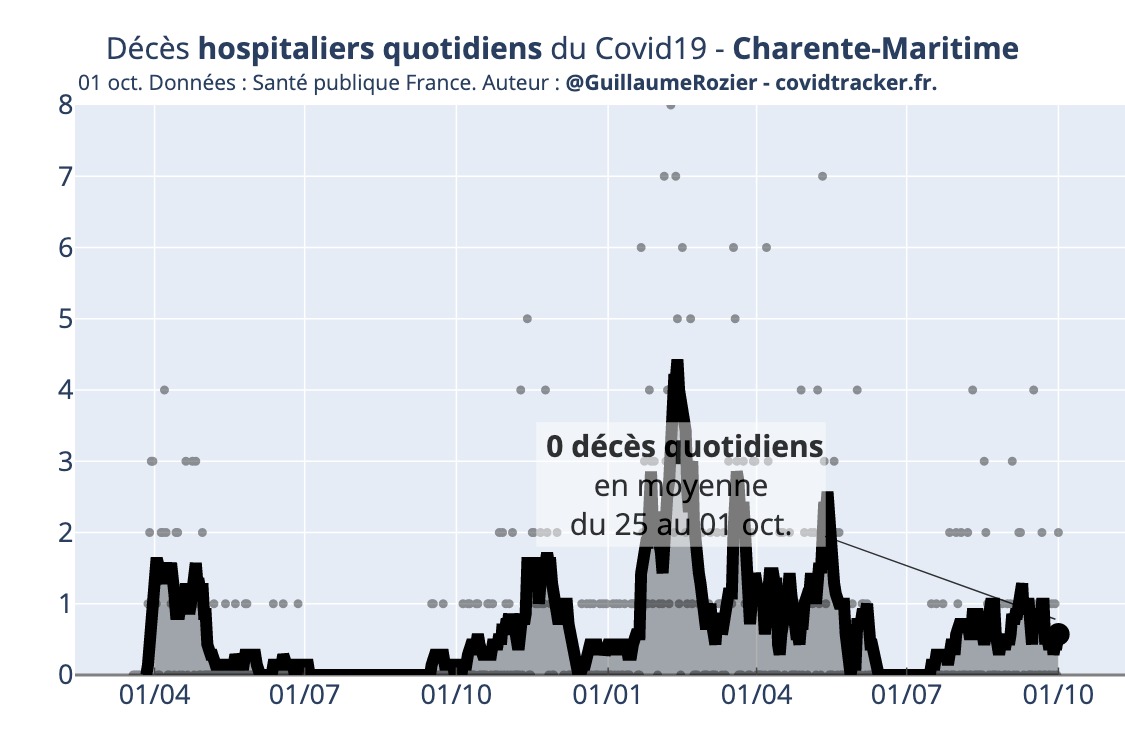 Décès hospitaliers quotidiens du Covid19 - Charente-Maritime
01 oct. Données : Santé publique France. Auteur : @GuillaumeRozier - covidtracker.fr.
8
7
6
5
4
3
2
1
0
0 décès quotidiens
en moyenne
du 25 au 01 oct.
01/04 01/07 01/10 01/01 01/04 01/07 01/10